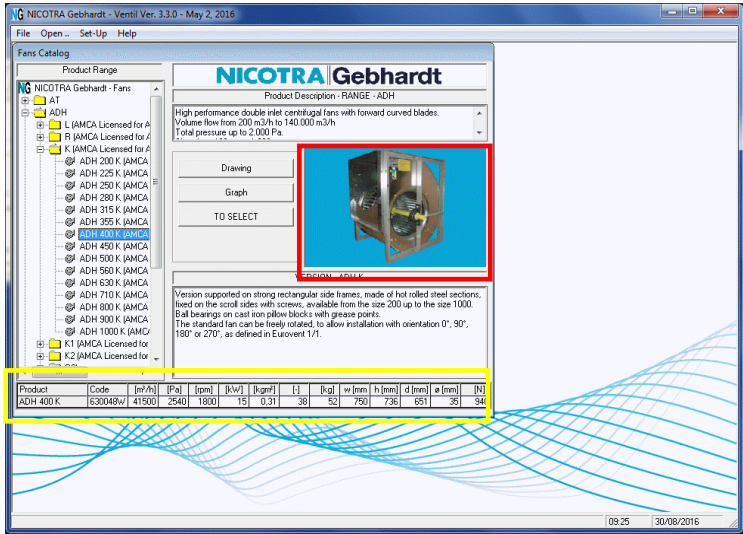 NICOTRA Gebhardt - Ventil Ver. 3.3.0 - May 2, 2016
File Open .. Set-Up Help
Fans Catalog
Product Range
NICOTRA Gebhardt - Fans
AT
ADH
L (AMCA Licensed for A
R (AMCA Licensed for A
K (AMCA Licensed for A
ADH 200 K (AMCA
ADH 225 K (AMCA
ADH 250 K (AMCA
ADH 280 K (AMCA
ADH 315 K (AMCA
ADH 355 K (AMCA
ADH 400 K (AMCA
ADH 450 K (AMCA
ADH 500 K (AMCA
ADH 560 K (AMCA
ADH 630 K (AMCA
ADH 710 K (AMCA
ADH 800 K (AMCA
ADH 900 K (AMCA
ADH 1000 K (AMCA
K1 (AMCA Licensed for
K2 (AMCA Licensed for
NICOTRA Gebhardt
Product Description - RANGE - ADH
High performance double inlet centrifugal fans with forward curved blades.
Volume flow from 200 m3/h to 140.000 m3/h
Total pressure up to 2.000 Pa.
Drawing
Graph
TO SELECT
VERSION - ADH K
Version supported on strong rectangular side frames, made of hot rolled steel sections,
fixed on the scroll sides with screws, available from the size 200 up to the size 1000.
Ball bearings on cast iron pillow blocks with grease points.
The standard fan can be freely rotated, to allow installation with orientation 0°, 90°,
180° or 270°, as defined in Eurovent 1/1.
Product Code [m³/h] [Pa] [rpm] [kW] [kgm²] [-] [kg] w [mm h [mm] d [mm] ø [mm] [N]
ADH 400 K 630048W 41500 2540 1800 15 0,31 38 52 750 736 651 35 940
09:25 30/08/2016